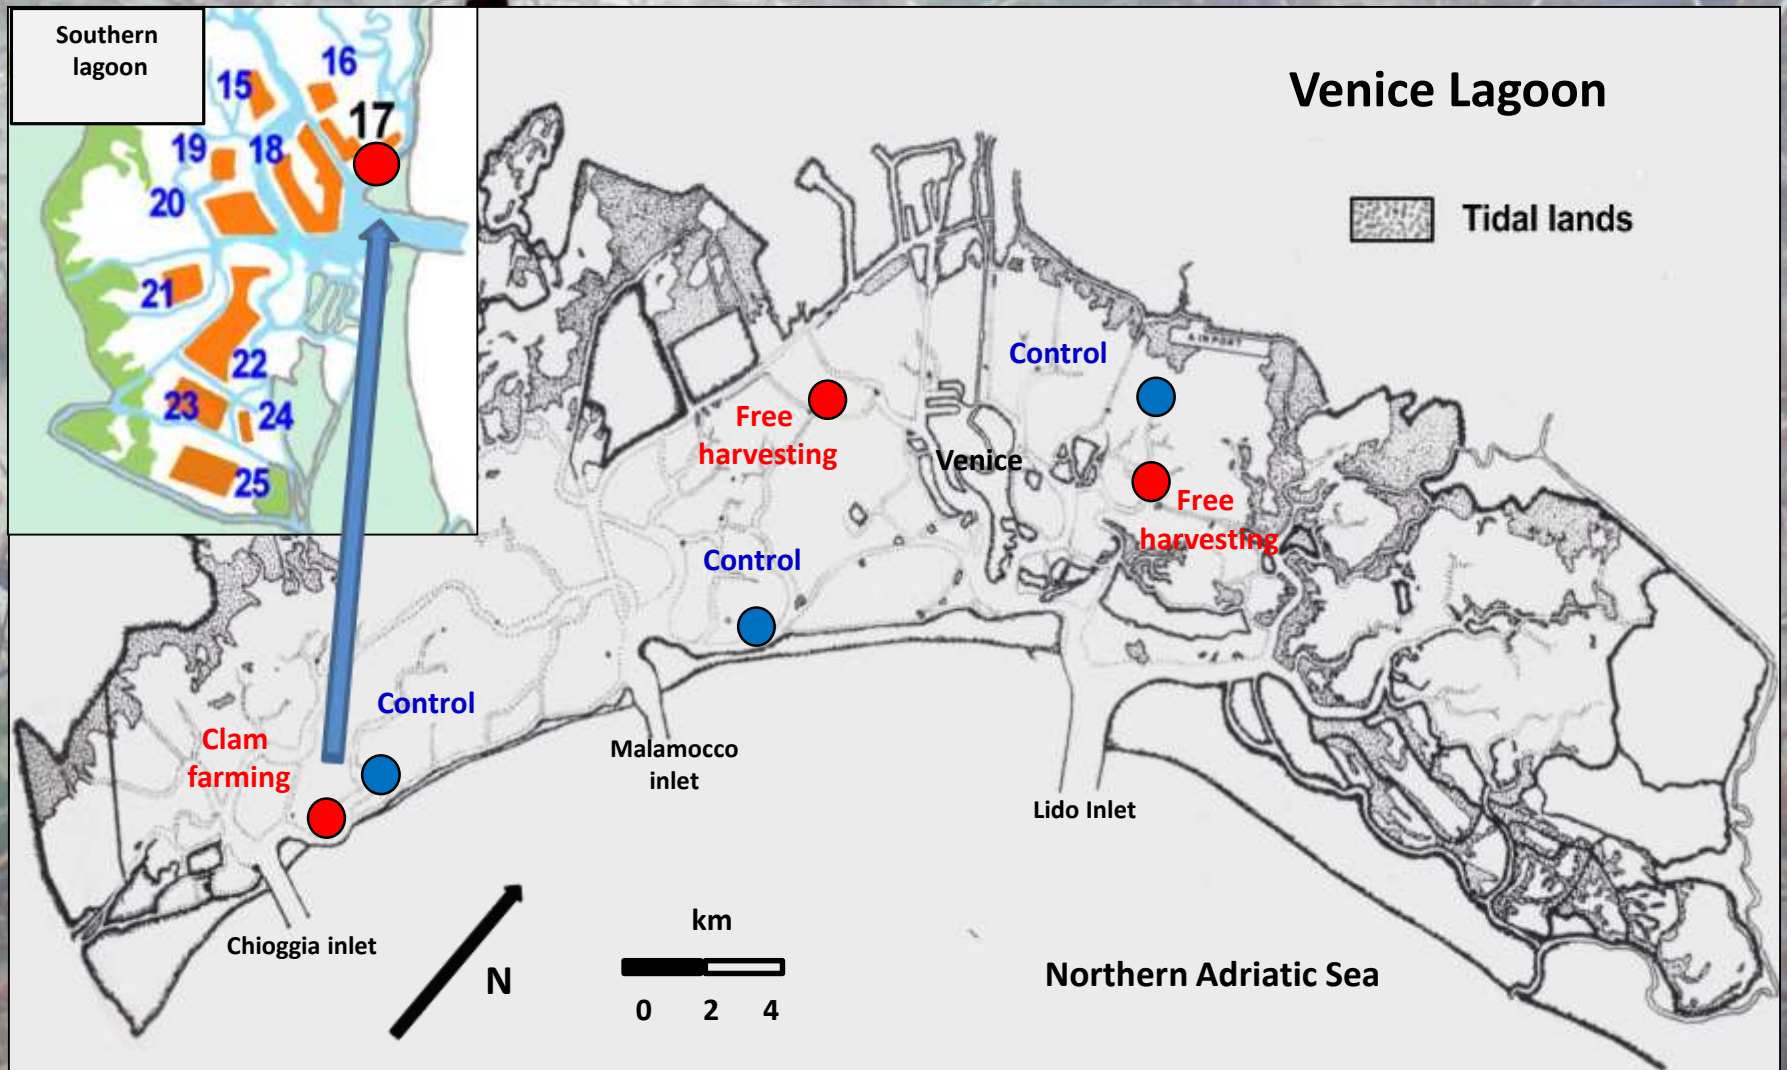 Southern
lagoon
15
16
17
19
18
20
21
22
23
24
25
Venice Lagoon
Tidal lands
AIRPORT
Control
Free
harvesting
Venice
Free
harvesting
Control
Control
Clam
farming
Malamocco
inlet
Lido Inlet
Chioggia inlet
N
km
0 2 4
Northern Adriatic Sea